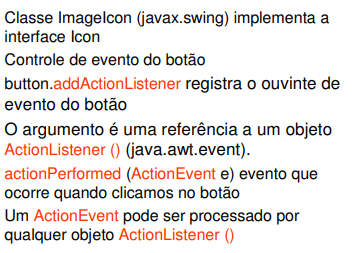 Classe ImageIcon (javax.swing) implementa a
interface Icon
Controle de evento do botão
button.addActionListener registra o ouvinte de
evento do botão
O argumento é uma referência a um objeto
ActionListener () (java.awt.event).
actionPerformed (ActionEvent e) evento que
ocorre quando clicamos no botão
Um ActionEvent pode ser processado por
qualquer objeto ActionListener ()